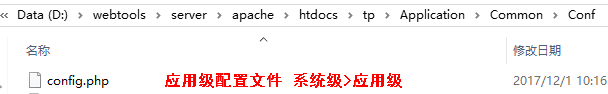 « Data (D:) › webtools › server › apache › htdocs › tp › Application › Common › Conf
名称 修改日期
config.php 应用级配置文件 系统级>应用级 2017/12/1 10:16